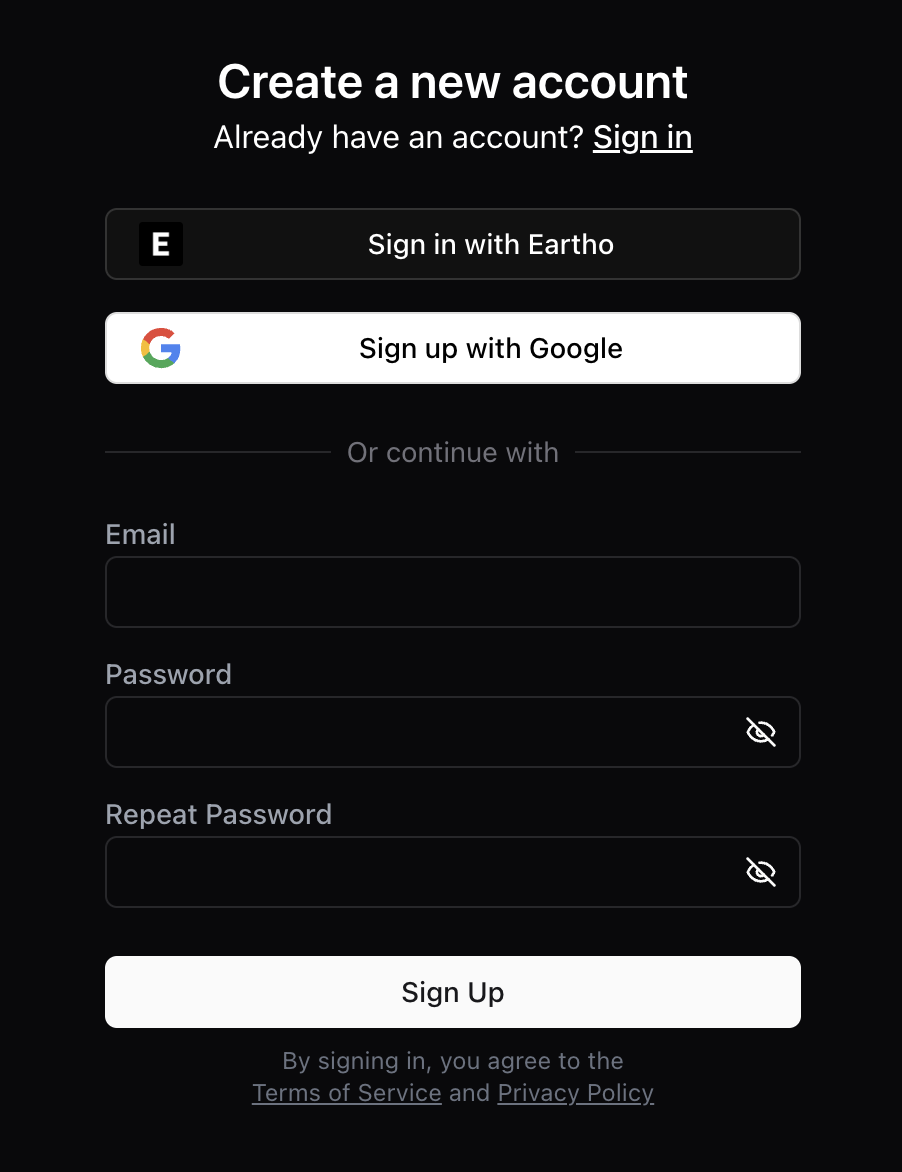 Create a new account
Already have an account? Sign in
E Sign in with Eartho
Sign up with Google
Or continue with
Email
Password
Repeat Password
Sign Up
By signing in, you agree to the
Terms of Service and Privacy Policy